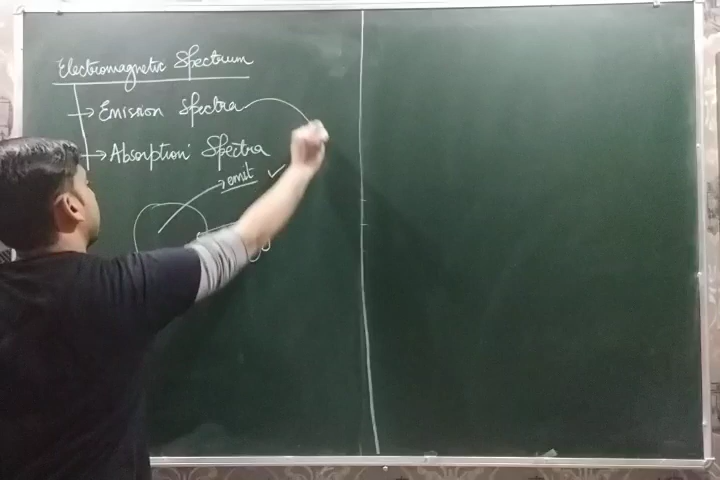 Electromagnetic Spectrum
→ Emission Spectra
→ Absorption Spectra
→ emit ✓